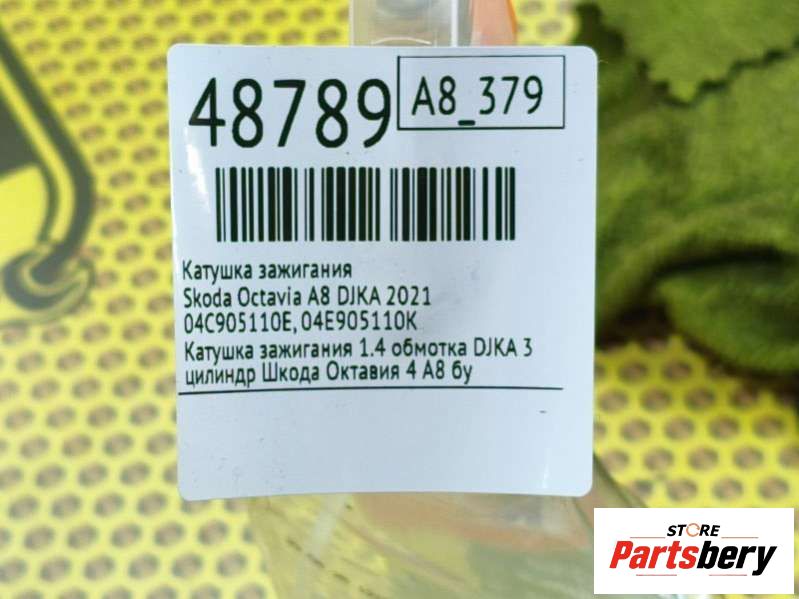 48789
A8_379
Катушка зажигания
Skoda Octavia A8 DJKA 2021
04C905110E, 04E905110K
Катушка зажигания 1.4 обмотка DJKA 3
цилиндр Шкода Октавия 4 А8 бу
STORE
Partsbery